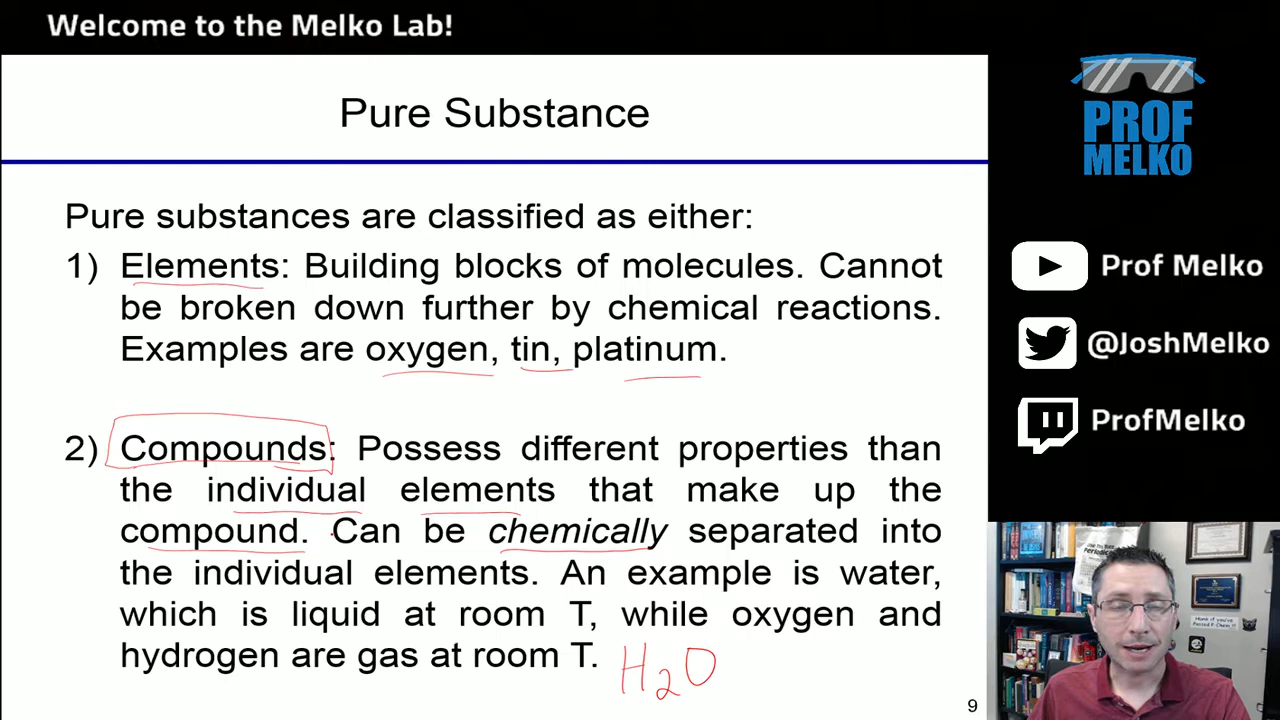 Welcome to the Melko Lab!
Pure Substance
Pure substances are classified as either:
1) Elements: Building blocks of molecules. Cannot
be broken down further by chemical reactions.
Examples are oxygen, tin, platinum.
2) Compounds: Possess different properties than
the individual elements that make up the
compound. Can be chemically separated into
the individual elements. An example is water,
which is liquid at room T, while oxygen and
hydrogen are gas at room T.
H2O
9
PROF
MELKO
Prof Melko
@JoshMelko
ProfMelko
Periodic